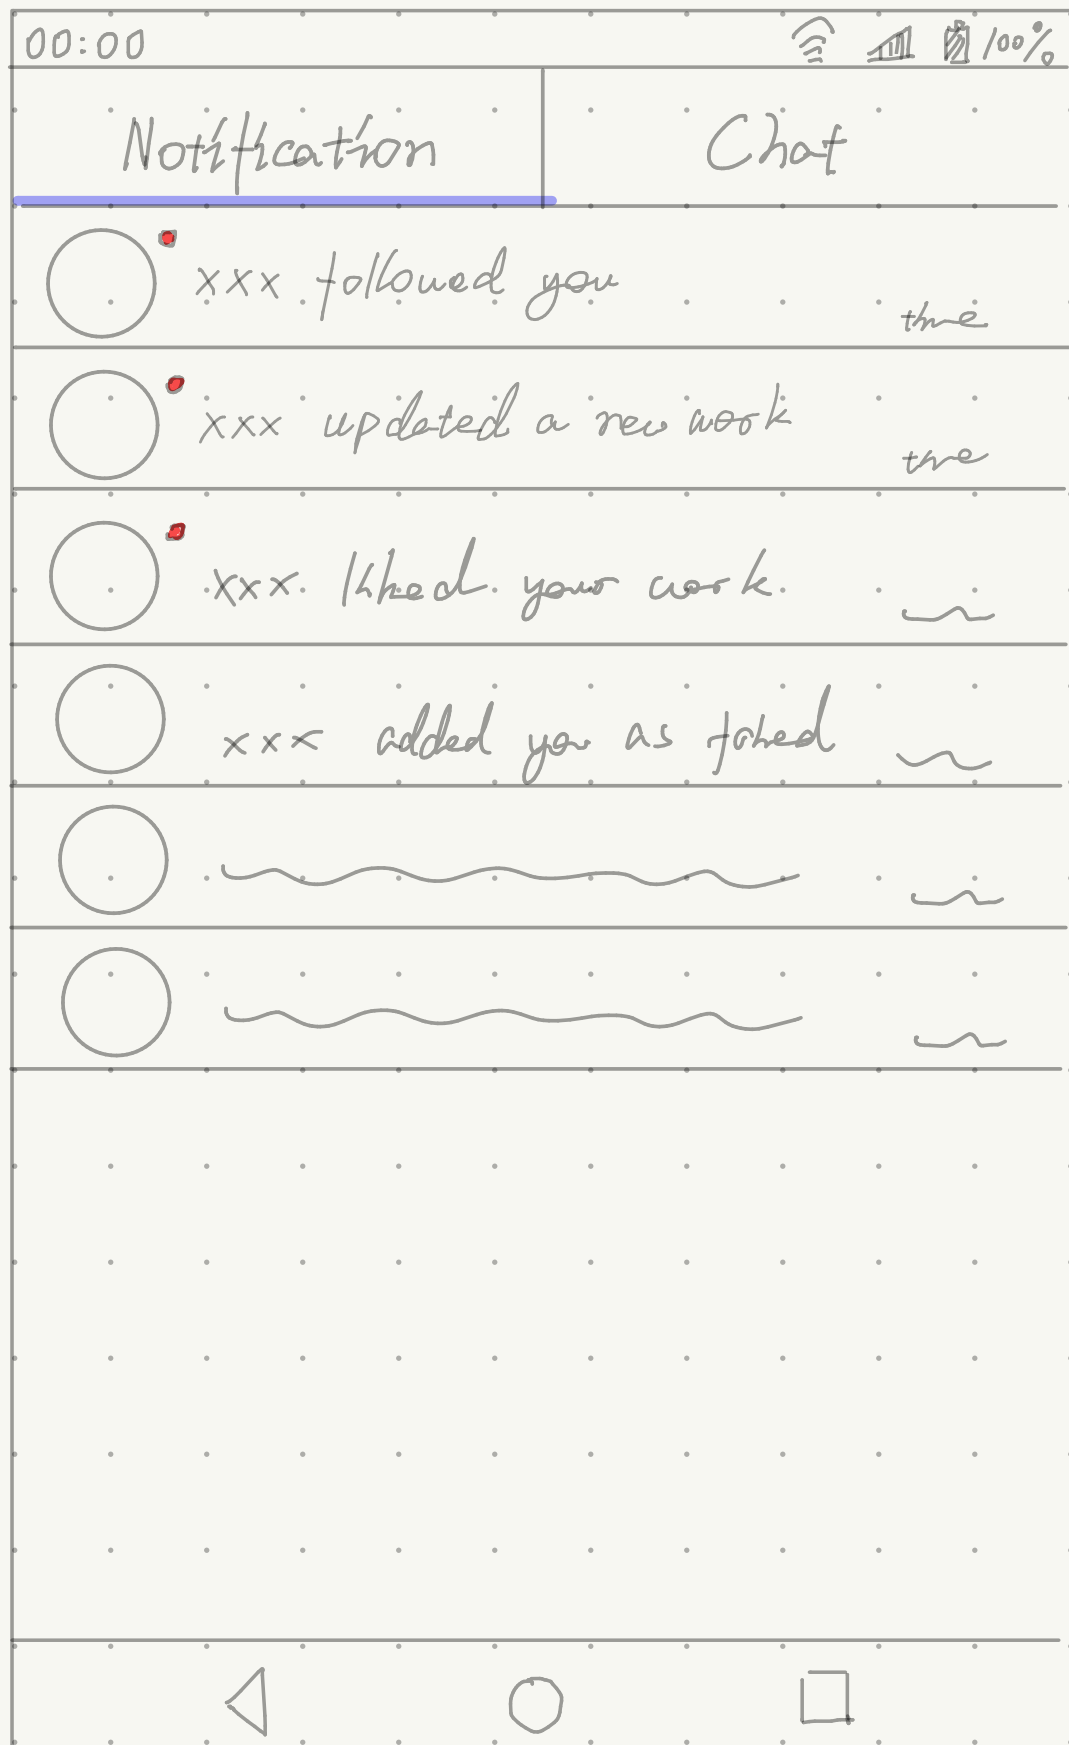 00:00 100%
Notification Chat
xxx followed you
time
xxx updated a new work
time
xxx liked your work
xxx added you as